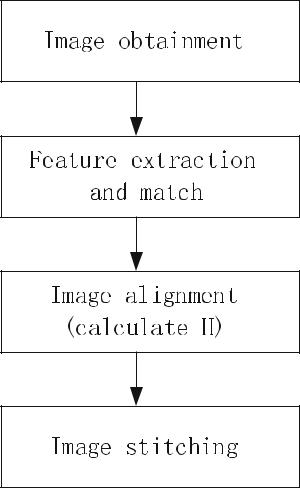 Image obtainment
Feature extraction
and match
Image alignment
(calculate H)
Image stitching